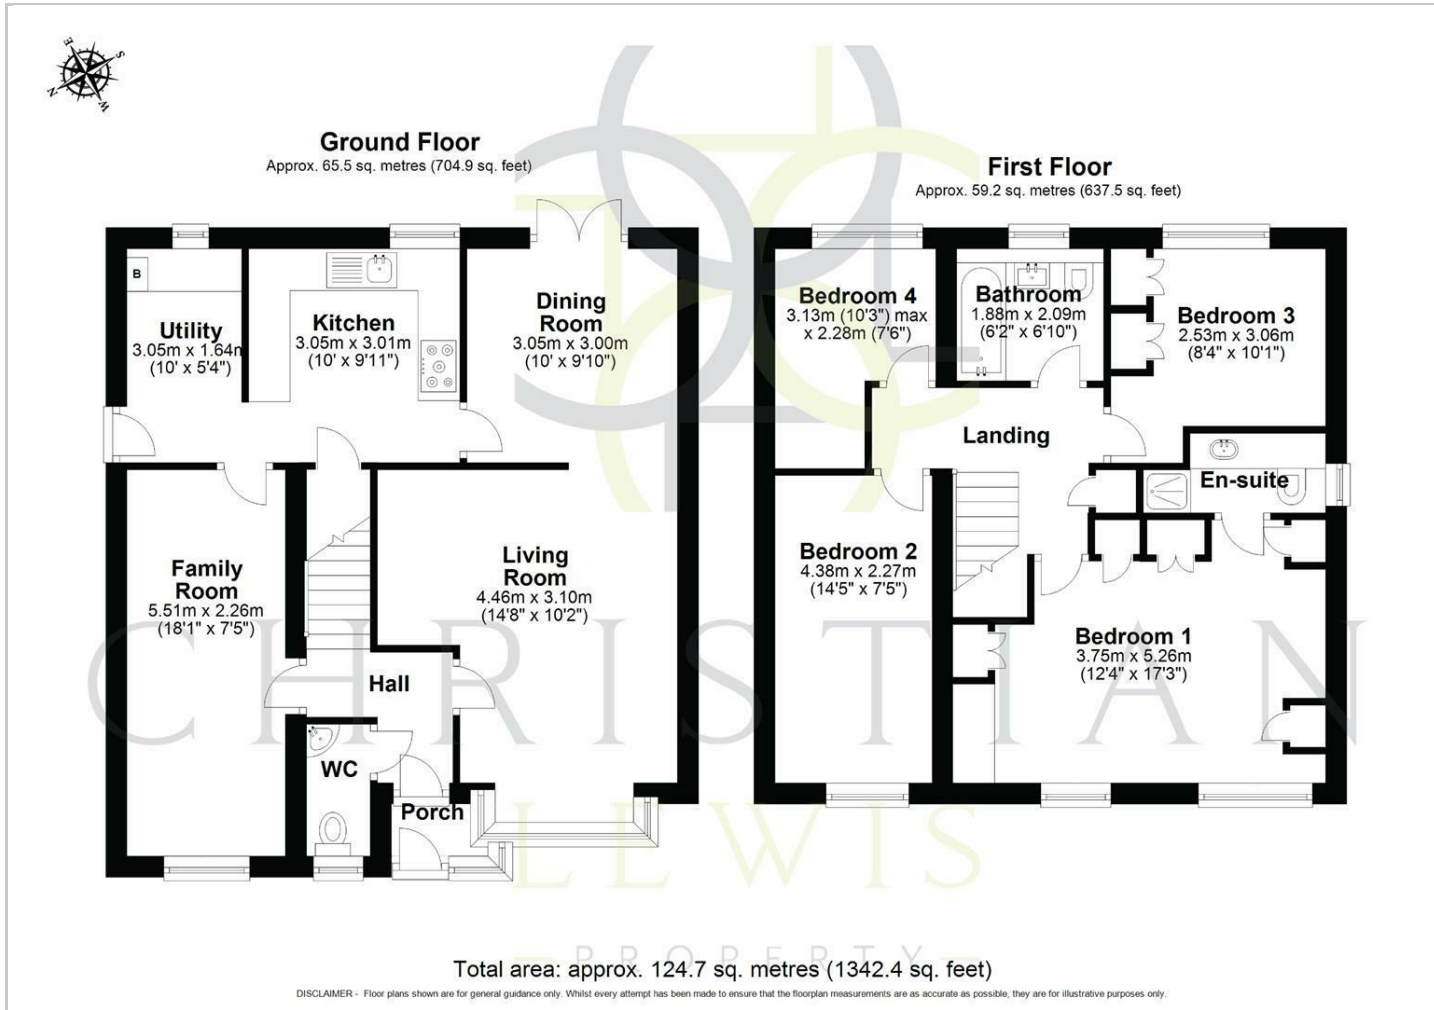 E
S
N
W
Ground Floor
Approx. 65.5 sq. metres (704.9 sq. feet)
First Floor
Approx. 59.2 sq. metres (637.5 sq. feet)
B
Utility
3.05m x 1.64m
(10' x 5'4")
Kitchen
3.05m x 3.01m
(10' x 9'11")
Dining
Room
3.05m x 3.00m
(10' x 9'10")
Family
Room
5.51m x 2.26m
(18'1" x 7'5")
Living
Room
4.46m x 3.10m
(14'8" x 10'2")
Hall
WC
Porch
Bedroom 4
3.13m (10'3") max
x 2.28m (7'6")
Bathroom
1.88m x 2.09m
(6'2" x 6'10")
Bedroom 3
2.53m x 3.06m
(8'4" x 10'1")
Landing
En-suite
Bedroom 2
4.38m x 2.27m
(14'5" x 7'5")
Bedroom 1
3.75m x 5.26m
(12'4" x 17'3")
CHRISTIAN
LEWIS
PROPERTY
Total area: approx. 124.7 sq. metres (1342.4 sq. feet)
DISCLAIMER - Floor plans shown are for general guidance only. Whilst every attempt has been made to ensure that the floorplan measurements are as accurate as possible, they are for illustrative purposes only.